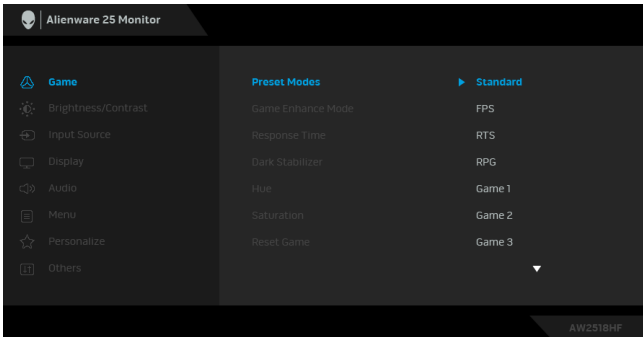 Alienware 25 Monitor
Game Preset Modes Standard
Brightness/Contrast Game Enhance Mode FPS
Input Source Response Time RTS
Display Dark Stabilizer RPG
Audio Hue Game 1
Menu Saturation Game 2
Personalize Reset Game Game 3
Others
AW2518HF